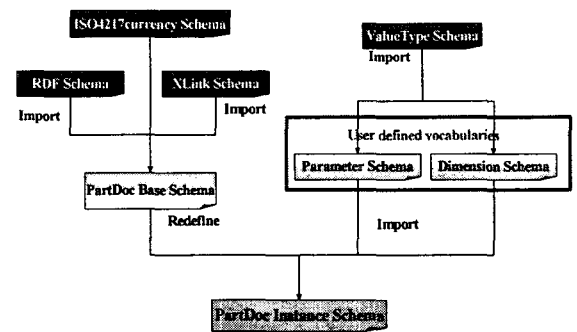 ISO4217currency Schema
ValueType Schema
Import
RDF Schema
XLink Schema
Import
Import
User defined vocabularies
Parameter Schema
Dimension Schema
PartDoc Base Schema
Redefine
Import
PartDoc Instance Schema